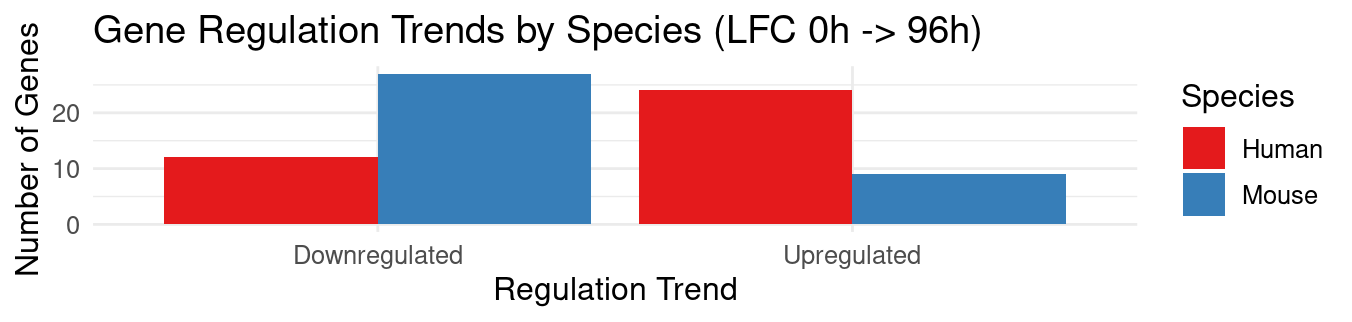 Gene Regulation Trends by Species (LFC 0h -> 96h)
Number of Genes
20
10
0
Downregulated
Upregulated
Regulation Trend
Species
Human
Mouse